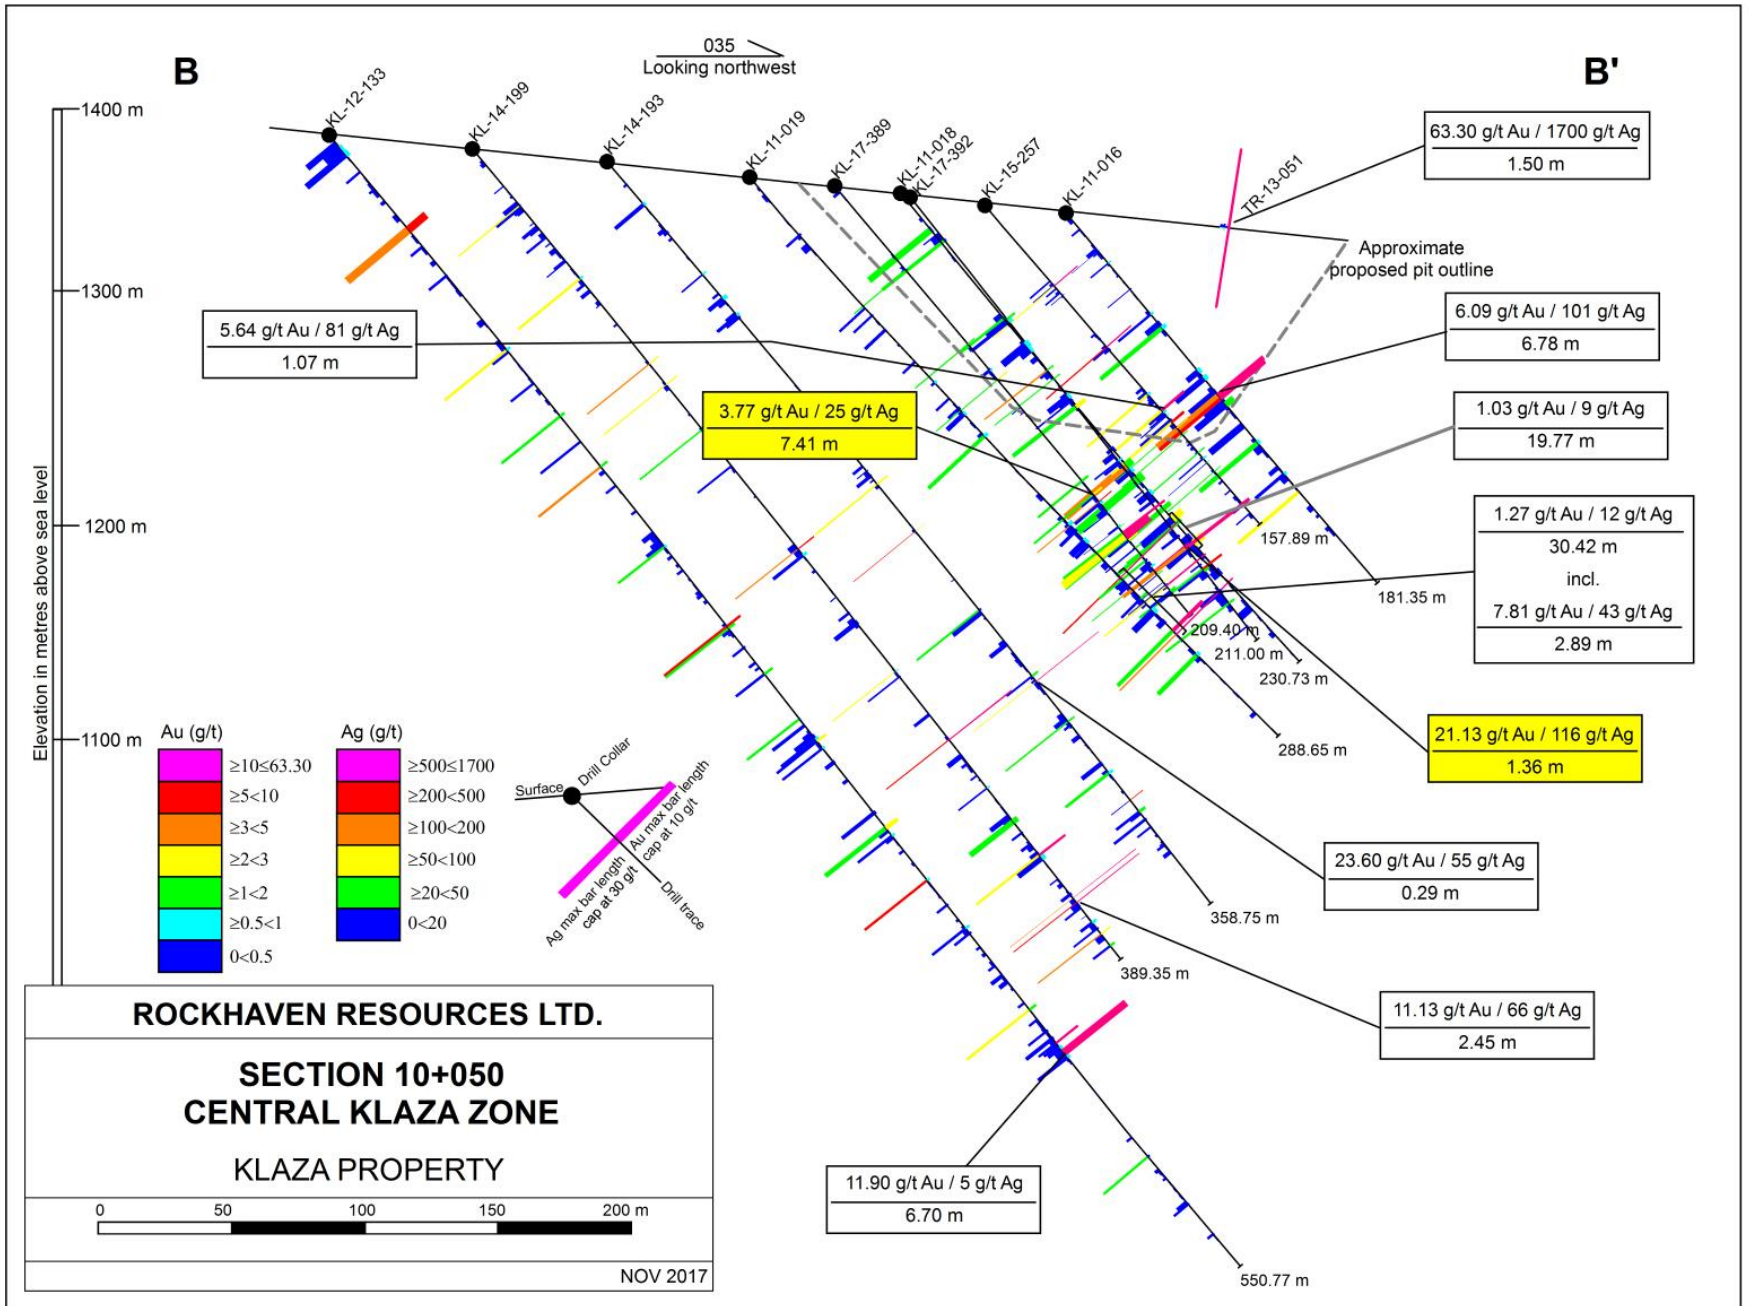 B
035
Looking northwest
B'
KL-12-133
KL-14-199
KL-14-193
KL-11-019
KL-17-389
KL-11-018
KL-17-392
KL-15-257
KL-11-016
TR-13-051
1400 m
1300 m
1200 m
1100 m
Elevation in metres above sea level
63.30 g/t Au / 1700 g/t Ag
1.50 m
Approximate
proposed pit outline
6.09 g/t Au / 101 g/t Ag
6.78 m
5.64 g/t Au / 81 g/t Ag
1.07 m
3.77 g/t Au / 25 g/t Ag
7.41 m
1.03 g/t Au / 9 g/t Ag
19.77 m
1.27 g/t Au / 12 g/t Ag
30.42 m
incl.
7.81 g/t Au / 43 g/t Ag
2.89 m
157.89 m
181.35 m
209.40 m
211.00 m
230.73 m
288.65 m
21.13 g/t Au / 116 g/t Ag
1.36 m
23.60 g/t Au / 55 g/t Ag
0.29 m
358.75 m
389.35 m
11.13 g/t Au / 66 g/t Ag
2.45 m
11.90 g/t Au / 5 g/t Ag
6.70 m
550.77 m
Au (g/t)
≥10≤63.30
≥5<10
≥3<5
≥2<3
≥1<2
≥0.5<1
0<0.5
Ag (g/t)
≥500≤1700
≥200<500
≥100<200
≥50<100
≥20<50
0<20
Surface
Drill Collar
Au max bar length
cap at 10 g/t
Ag max bar length
cap at 30 g/t
Drill trace
ROCKHAVEN RESOURCES LTD.
SECTION 10+050
CENTRAL KLAZA ZONE
KLAZA PROPERTY
0 50 100 150 200 m
NOV 2017